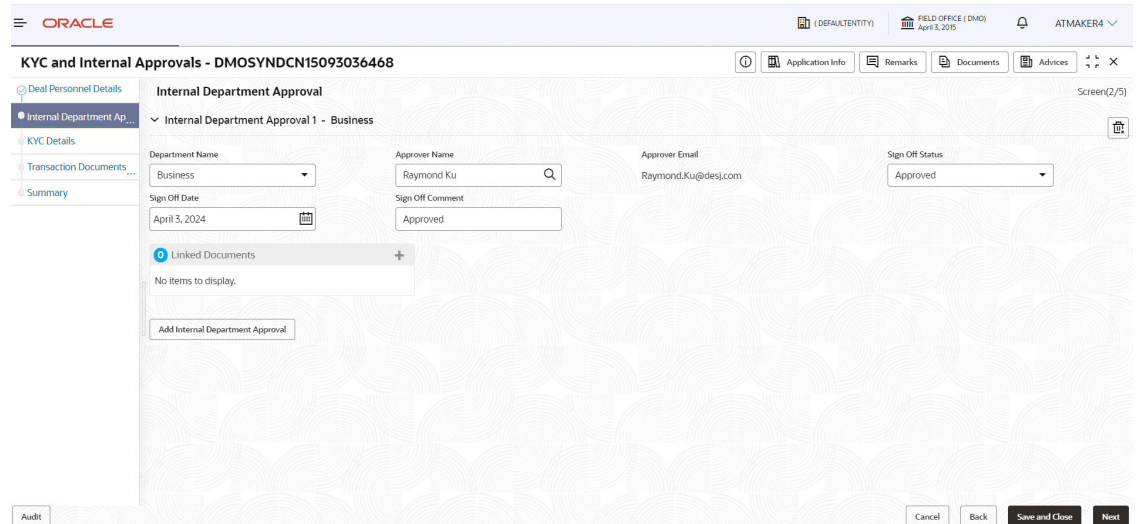 ORACLE
( DEFAULTENTITY)
FIELD OFFICE ( DMO)
April 3, 2015
ATMAKER4
KYC and Internal Approvals - DMOSYNDCN15093036468
Application Info
Remarks
Documents
Advices
Deal Personnel Details
Internal Department Ap...
KYC Details
Transaction Documents...
Summary
Internal Department Approval
Screen(2/5)
Internal Department Approval 1 - Business
Department Name
Approver Name
Approver Email
Sign Off Status
Business
Raymond Ku
Raymond.Ku@desj.com
Approved
Sign Off Date
Sign Off Comment
April 3, 2024
Approved
0 Linked Documents
No items to display.
Add Internal Department Approval
Audit
Cancel
Back
Save and Close
Next